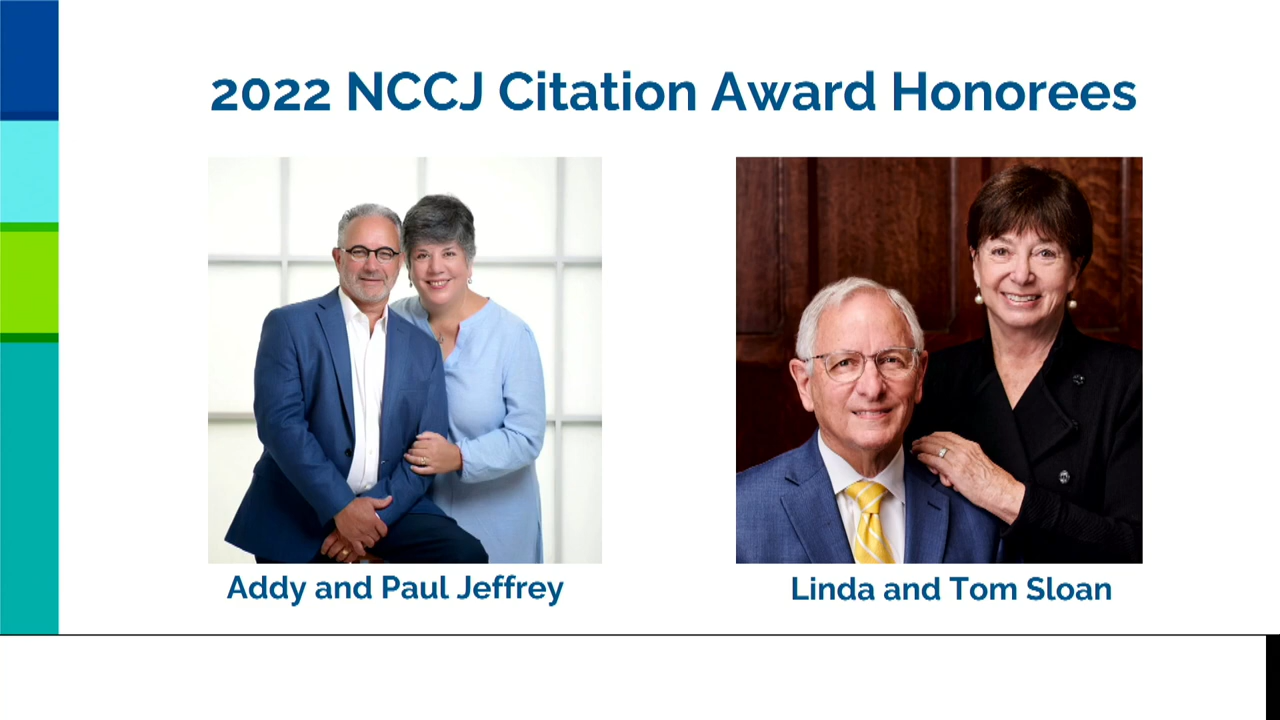 2022 NCCJ Citation Award Honorees
Addy and Paul Jeffrey
Linda and Tom Sloan